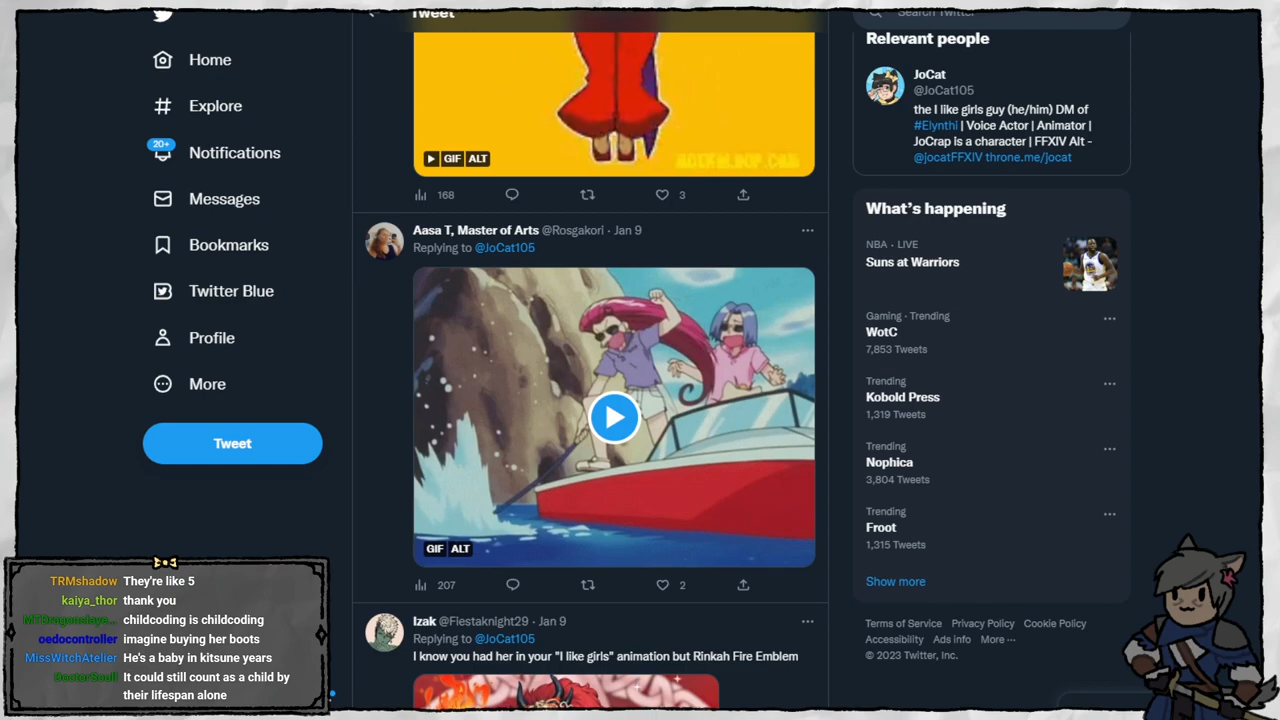 Home
Explore
20+
Notifications
Messages
Bookmarks
Twitter Blue
Profile
More
Tweet
Tweet
GIF ALT
168
3
Aasa T, Master of Arts @Rosgakori · Jan 9
Replying to @JoCat105
GIF ALT
207
2
Izak @Fiestaknight29 · Jan 9
Replying to @JoCat105
I know you had her in your "I like girls" animation but Rinkah Fire Emblem
Search Twitter
Relevant people
JoCat
@JoCat105
the I like girls guy (he/him) DM of
#Elynthi | Voice Actor | Animator |
JoCrap is a character | FFXIV Alt -
@jocatFFXIV throne.me/jocat
What's happening
NBA · LIVE
Suns at Warriors
Gaming · Trending
WotC
7,853 Tweets
Trending
Kobold Press
1,319 Tweets
Trending
Nophica
3,804 Tweets
Trending
Froot
1,315 Tweets
Show more
Terms of Service Privacy Policy Cookie Policy
Accessibility Ads info More ···
© 2023 Twitter, Inc.
TRMshadow They're like 5
kaiya_thor thank you
childcoding is childcoding
oedocontroller imagine buying her boots
MissWitchAtelier He's a baby in kitsune years
DoctorSoull It could still count as a child by
their lifespan alone